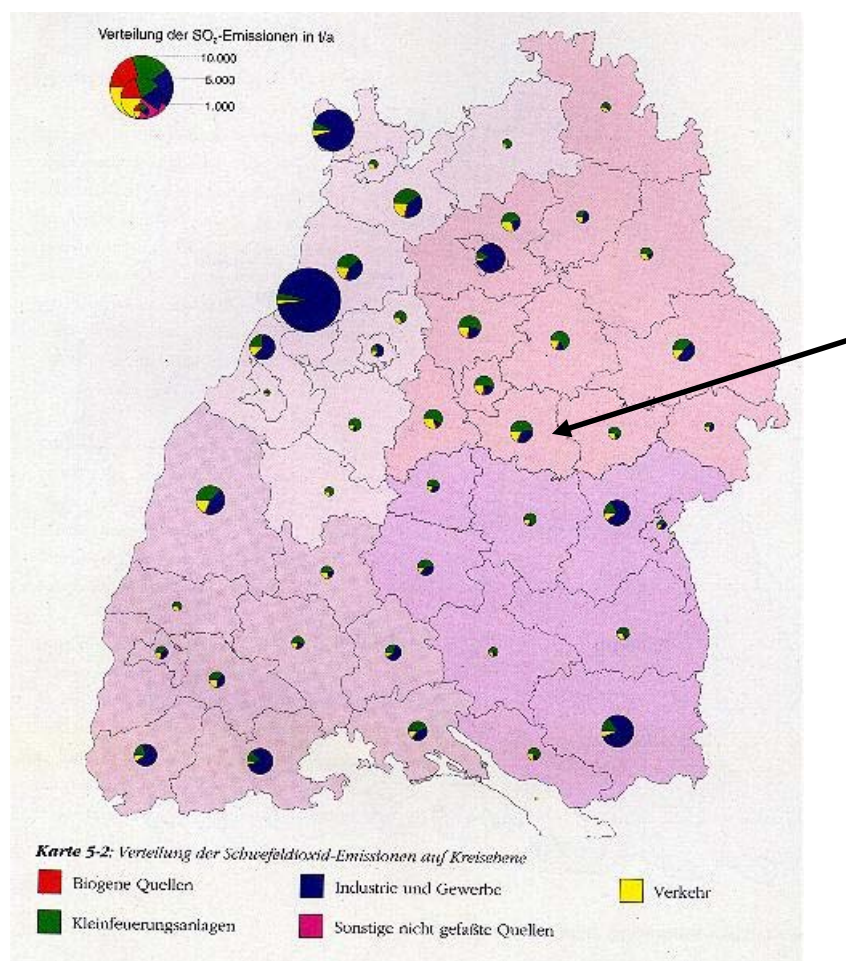 Verteilung der SO₂-Emissionen in t/a
10.000
5.000
1.000
Karte 5-2: Verteilung der Schwefeldioxid-Emissionen auf Kreisebene
Biogene Quellen
Industrie und Gewerbe
Verkehr
Kleinfeuerungsanlagen
Sonstige nicht gefaßte Quellen